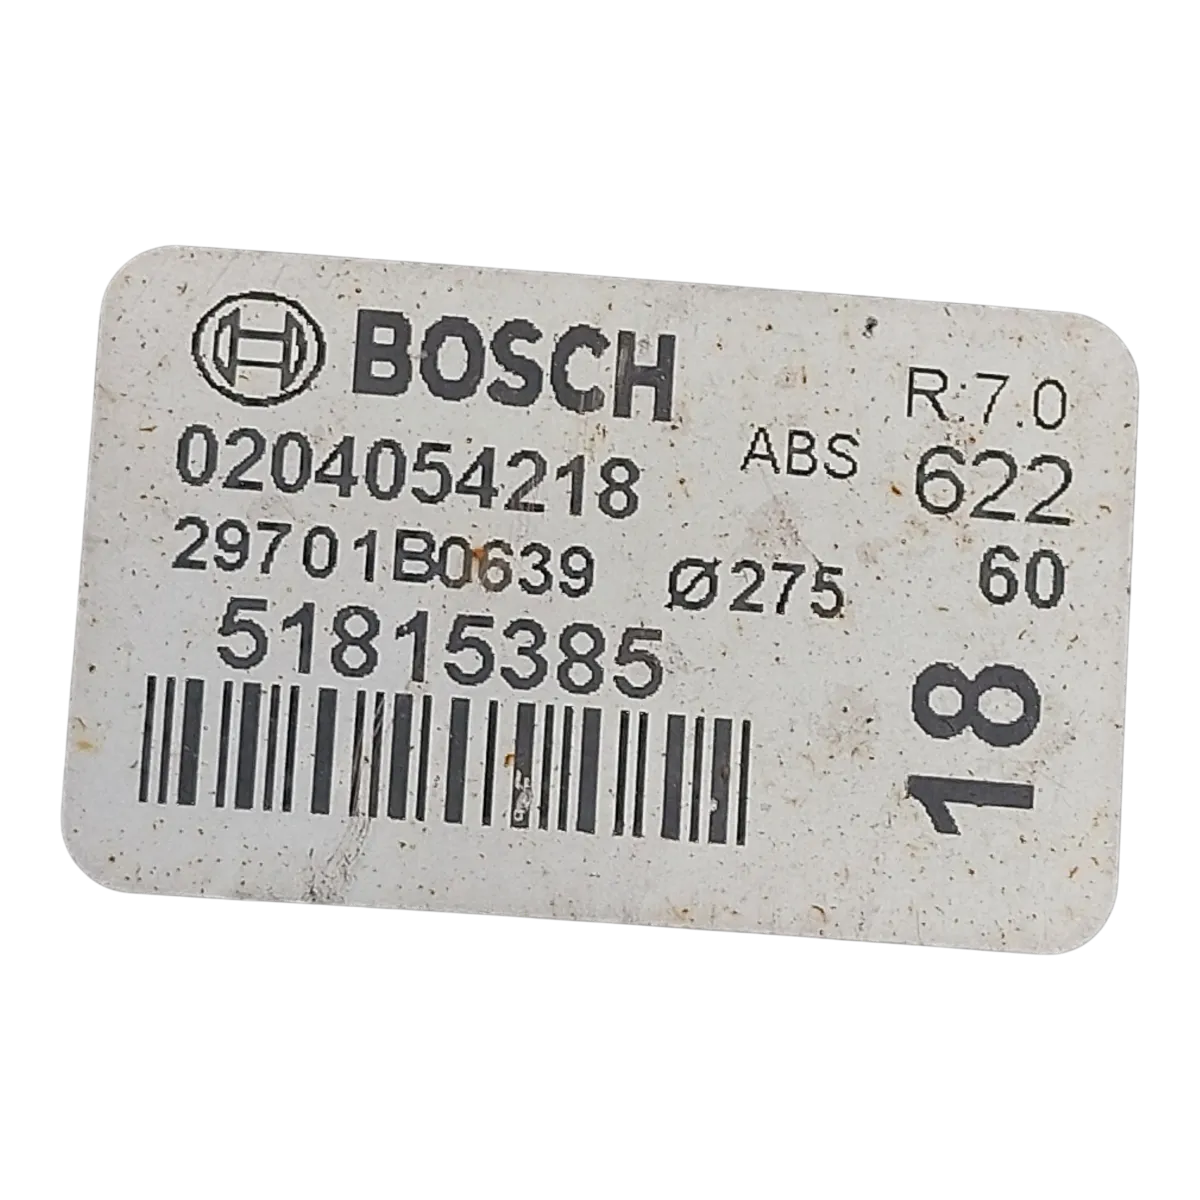 BOSCH
R:7.0
0204054218
ABS 622
29701B0639 Ø275 60
51815385
18